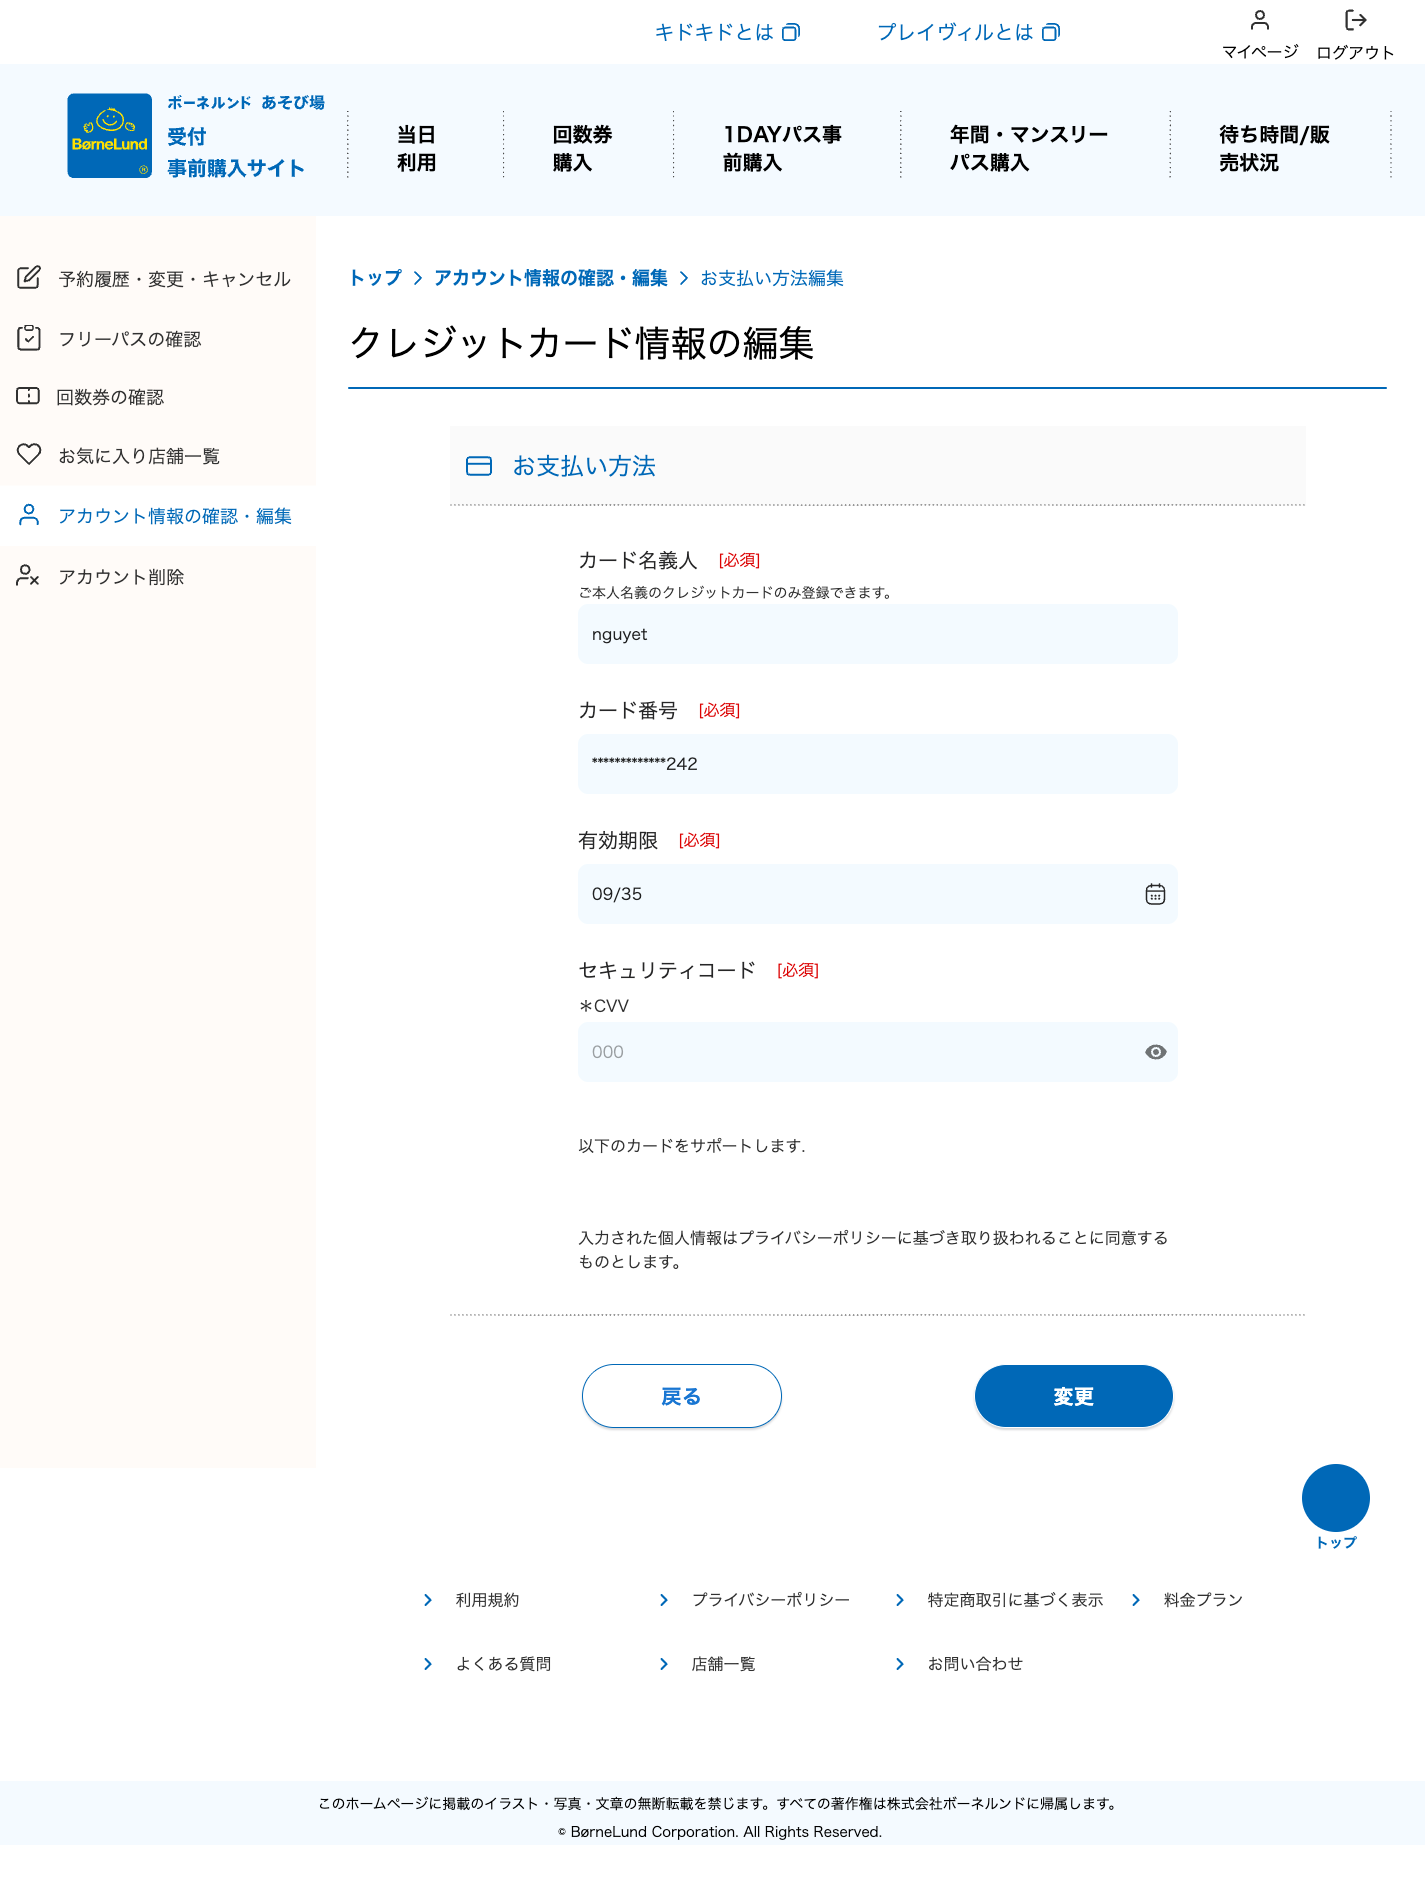 キドキドとは
プレイヴィルとは
マイページ
ログアウト
BørneLund
®
ボーネルンド あそび場
受付
事前購入サイト
当日
利用
回数券
購入
1DAYパス事
前購入
年間・マンスリー
パス購入
待ち時間/販
売状況
予約履歴・変更・キャンセル
フリーパスの確認
回数券の確認
お気に入り店舗一覧
アカウント情報の確認・編集
アカウント削除
トップ アカウント情報の確認・編集 お支払い方法編集
クレジットカード情報の編集
お支払い方法
カード名義人 [必須]
ご本人名義のクレジットカードのみ登録できます。
nguyet
カード番号 [必須]
*************242
有効期限 [必須]
09/35
セキュリティコード [必須]
＊CVV
000
以下のカードをサポートします.
入力された個人情報はプライバシーポリシーに基づき取り扱われることに同意する
ものとします。
戻る
変更
トップ
利用規約
プライバシーポリシー
特定商取引に基づく表示
料金プラン
よくある質問
店舗一覧
お問い合わせ
このホームページに掲載のイラスト・写真・文章の無断転載を禁じます。すべての著作権は株式会社ボーネルンドに帰属します。
© BørneLund Corporation. All Rights Reserved.